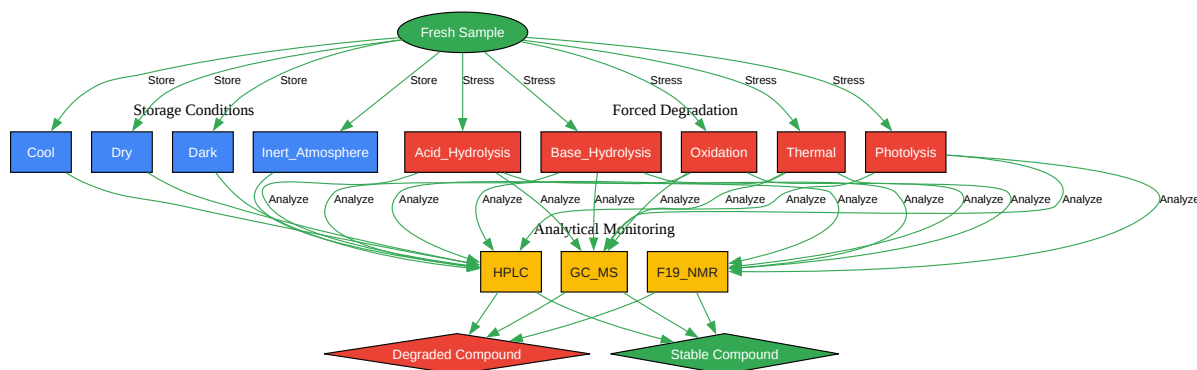 Fresh Sample
Store Store Store Store Stress Stress Stress Stress Stress
Storage Conditions Forced Degradation
Cool Dry Dark Inert_Atmosphere Acid_Hydrolysis Base_Hydrolysis Oxidation Thermal Photolysis
Analyze Analyze Analyze Analyze Analyze Analyze Analyze Analyze Analyze Analyze Analyze Analyze Analyze Analyze Analyze
Analytical Monitoring
HPLC GC_MS F19_NMR
Degraded Compound Stable Compound